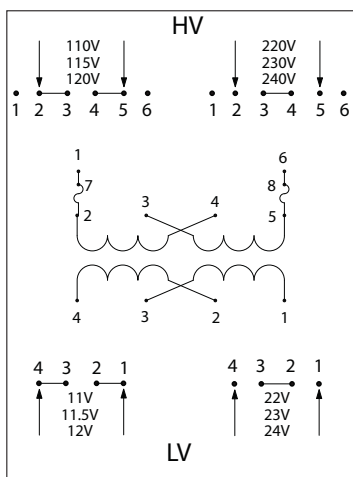 HV
110V 220V
115V 230V
120V 240V
1 2 3 4 5 6 1 2 3 4 5 6
1 6
7 8
2 3 4 5
4 3 2 1
4 3 2 1 4 3 2 1
11V 22V
11.5V 23V
12V 24V
LV